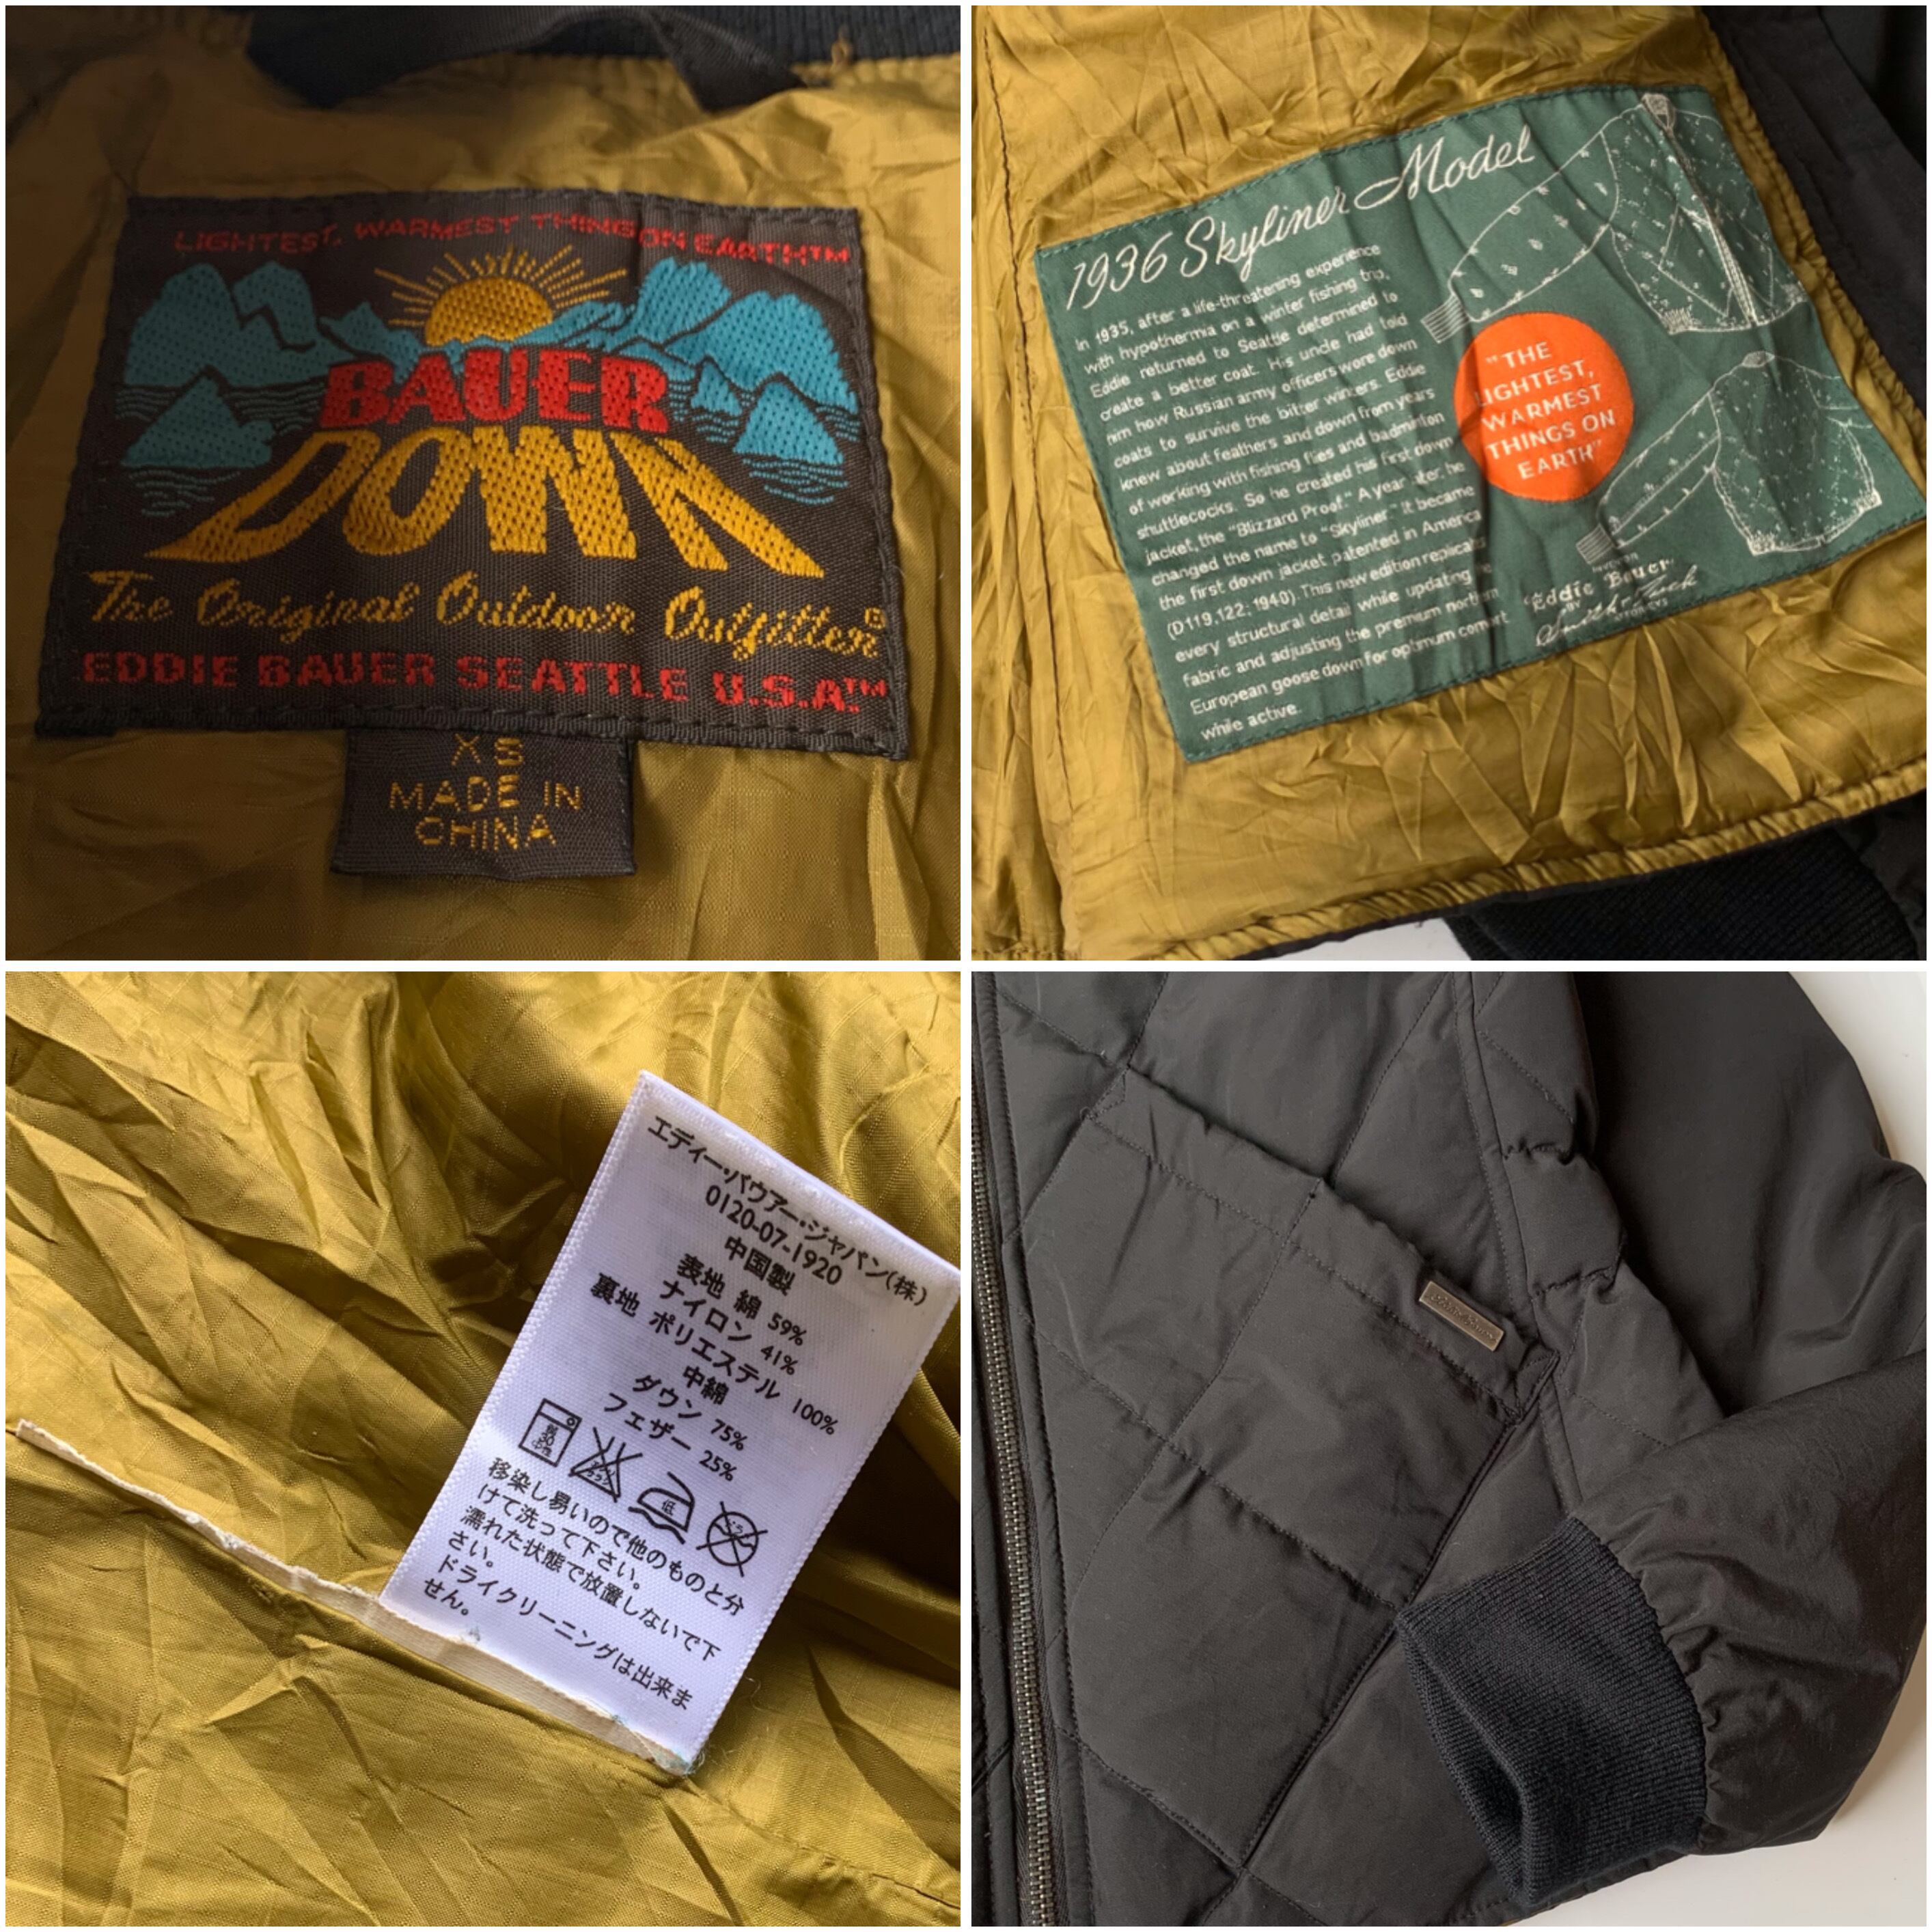 LIGHTEST, WARMEST THING ON EARTH™
BAUER
DOWN
The Original Outdoor Outfitter®
EDDIE BAUER SEATTLE U.S.A.™
XS
MADE IN
CHINA
1936 Skyliner Model
In 1935, after a life-threatening experience
with hypothermia on a winter fishing trip,
Eddie returned to Seattle determined to
create a better coat. His uncle had told
him how Russian army officers wore down
coats to survive the bitter winters. Eddie
knew about feathers and down from years
of working with fishing flies and badminton
shuttlecocks. So he created his first down
jacket, the "Blizzard Proof." A year later, he
changed the name to "Skyliner." It became
the first down jacket patented in America
(D119,122; 1940). This new edition replicates
every structural detail while updating the
fabric and adjusting the premium northern
European goose down for optimum comfort
while active.
"THE
LIGHTEST,
WARMEST
THINGS ON
EARTH"
Eddie Bauer
BY
エディー・バウアー・ジャパン(株)
0120-07-1920
中国製
表地 綿 59%
ナイロン 41%
裏地 ポリエステル 100%
中綿
ダウン 75%
フェザー 25%
低
移染し易いので他のものと分
けて洗って下さい。
濡れた状態で放置しないで下
さい。
ドライクリーニングは出来ま
せん。